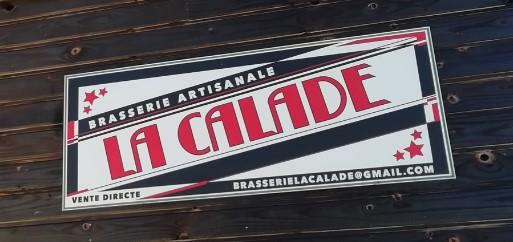 BRASSERIE ARTISANALE
LA CALADE
VENTE DIRECTE
BRASSERIELACALADE@GMAIL.COM